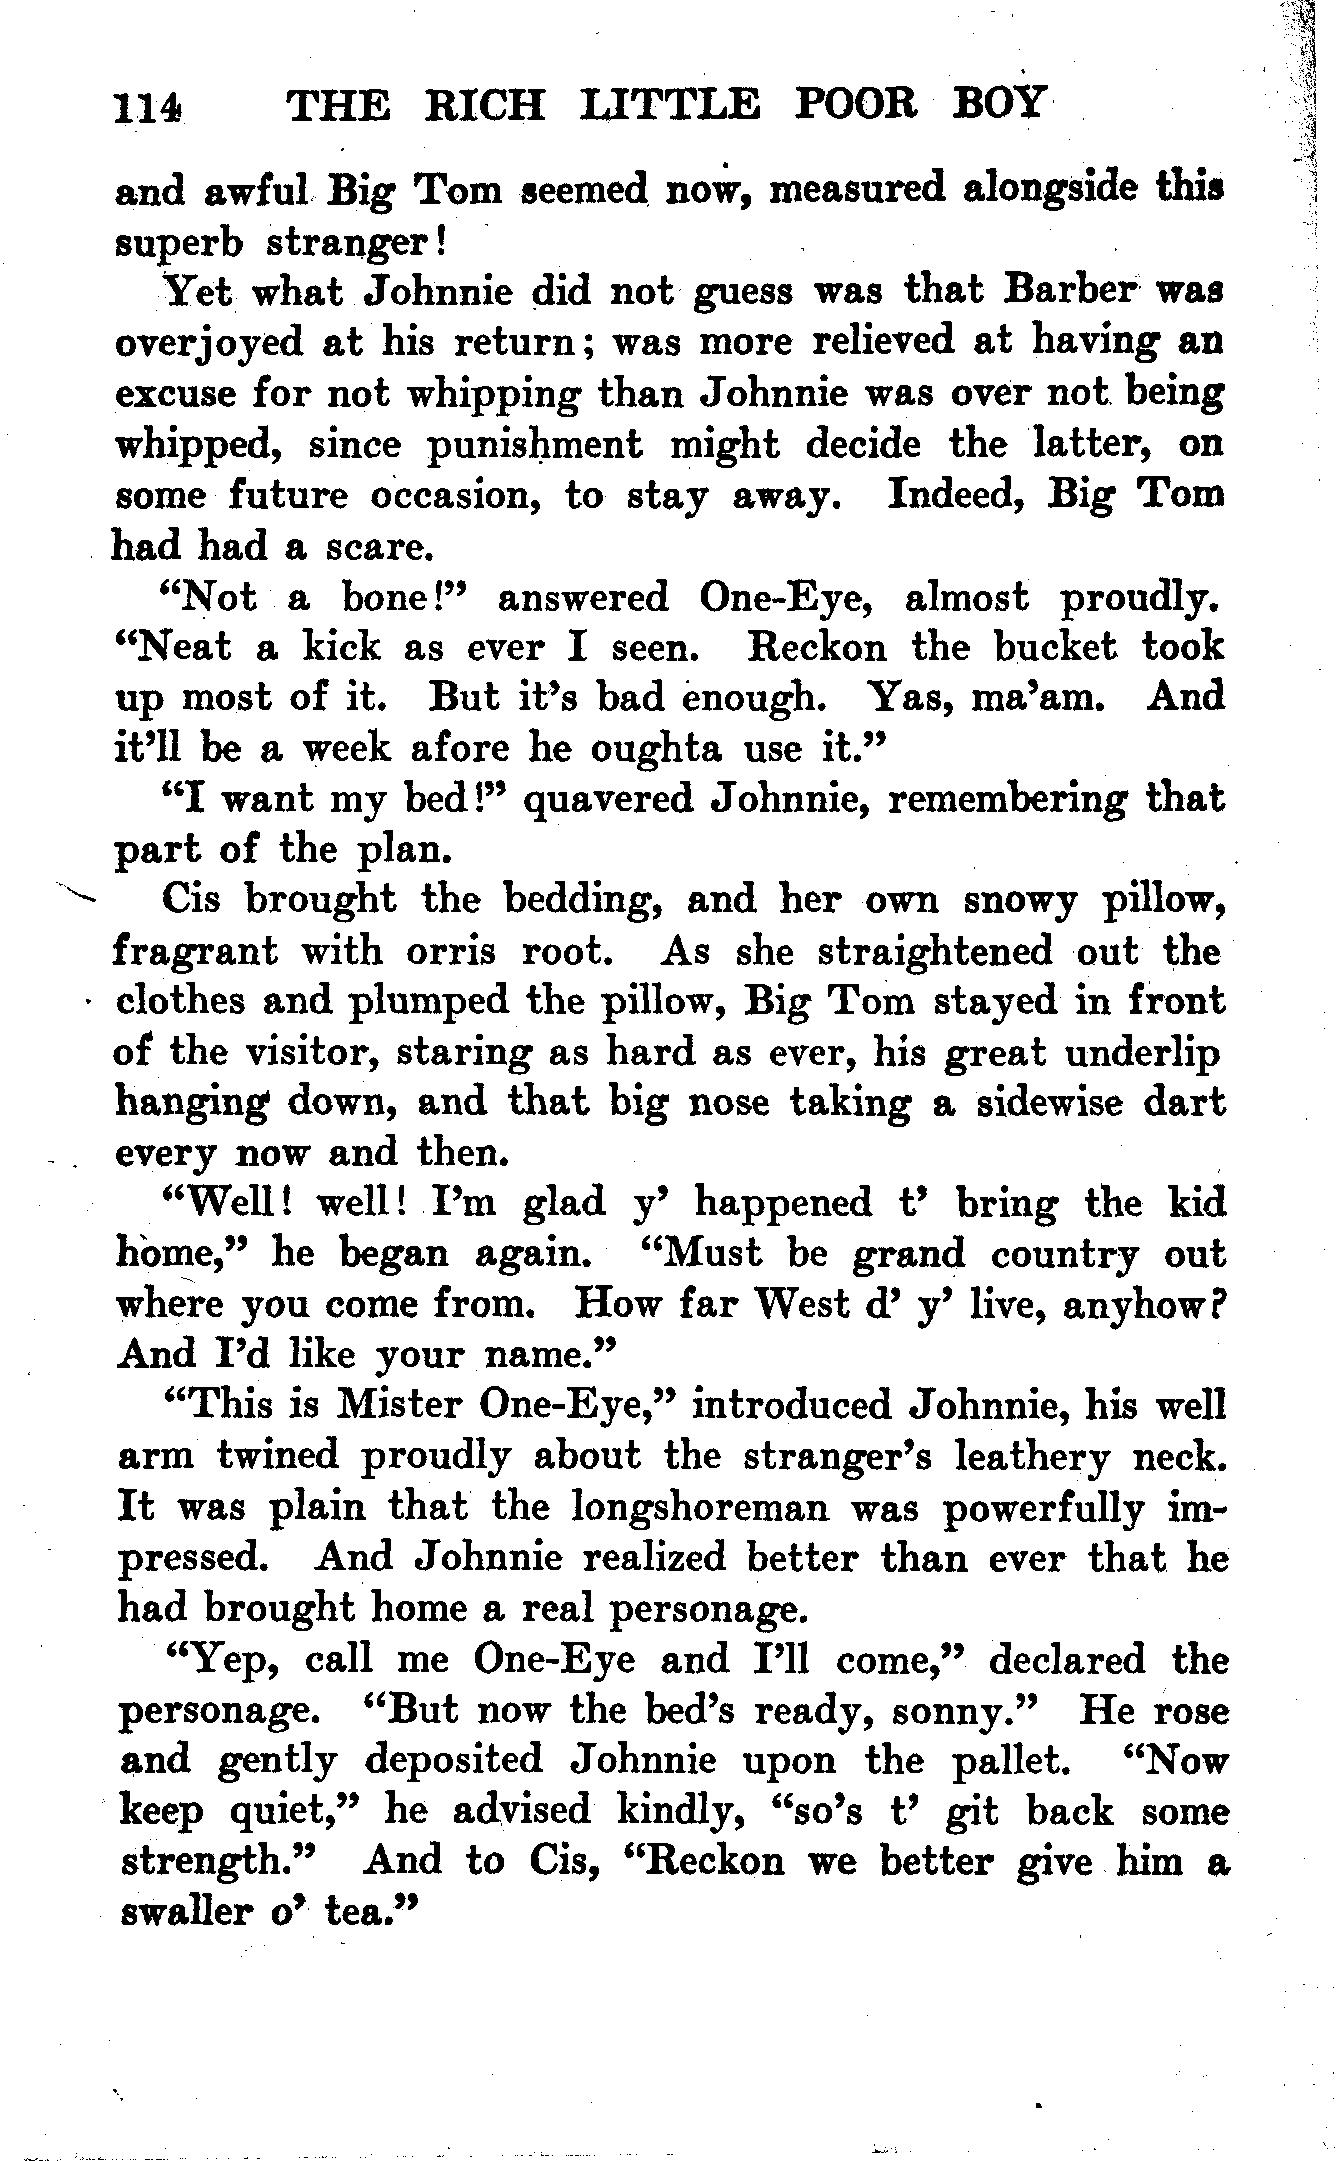 114 THE RICH LITTLE POOR BOY
and awful Big Tom seemed now, measured alongside this
superb stranger!
Yet what Johnnie did not guess was that Barber was
overjoyed at his return; was more relieved at having an
excuse for not whipping than Johnnie was over not being
whipped, since punishment might decide the latter, on
some future occasion, to stay away. Indeed, Big Tom
had had a scare.
“Not a bone!” answered One-Eye, almost proudly.
“Neat a kick as ever I seen. Reckon the bucket took
up most of it. But it’s bad enough. Yas, ma’am. And
it’ll be a week afore he oughta use it.”
“I want my bed!” quavered Johnnie, remembering that
part of the plan.
Cis brought the bedding, and her own snowy pillow,
fragrant with orris root. As she straightened out the
clothes and plumped the pillow, Big Tom stayed in front
of the visitor, staring as hard as ever, his great underlip
hanging down, and that big nose taking a sidewise dart
every now and then.
“Well! well! I’m glad y’ happened t’ bring the kid
home,” he began again. “Must be grand country out
where you come from. How far West d’ y’ live, anyhow?
And I’d like your name.”
“This is Mister One-Eye,” introduced Johnnie, his well
arm twined proudly about the stranger’s leathery neck.
It was plain that the longshoreman was powerfully im-
pressed. And Johnnie realized better than ever that he
had brought home a real personage.
“Yep, call me One-Eye and I’ll come,” declared the
personage. “But now the bed’s ready, sonny.” He rose
and gently deposited Johnnie upon the pallet. “Now
keep quiet,” he advised kindly, “so’s t’ git back some
strength.” And to Cis, “Reckon we better give him a
swaller o’ tea.”